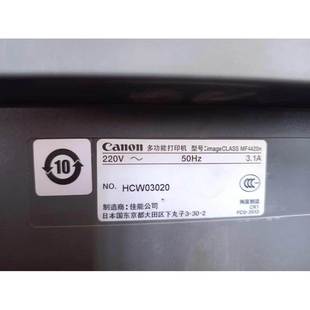 Canon 多功能打印机 型号:imageCLASS MF4420n
220V ～ 50Hz 3.1A
10
NO. HCW03020
制造商：佳能公司
日本国东京都大田区下丸子3-30-2
CN1